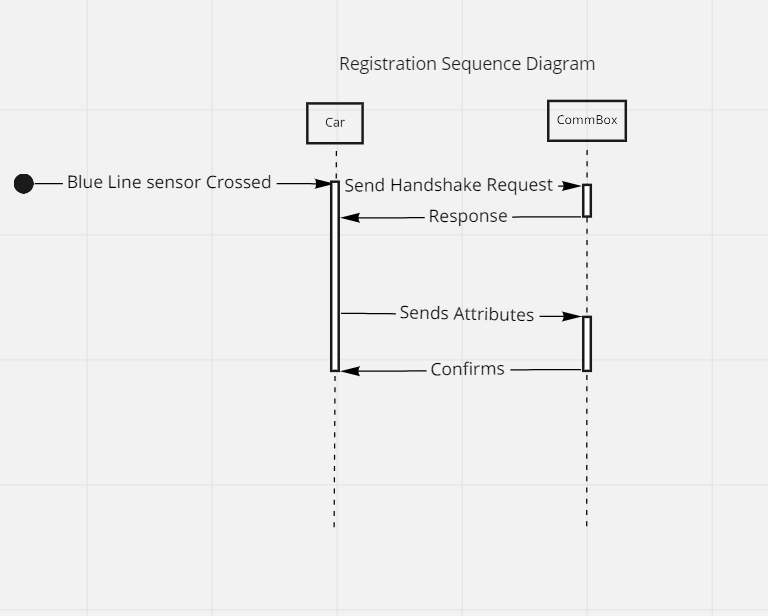 Registration Sequence Diagram
Car
CommBox
Blue Line sensor Crossed
Send Handshake Request
Response
Sends Attributes
Confirms